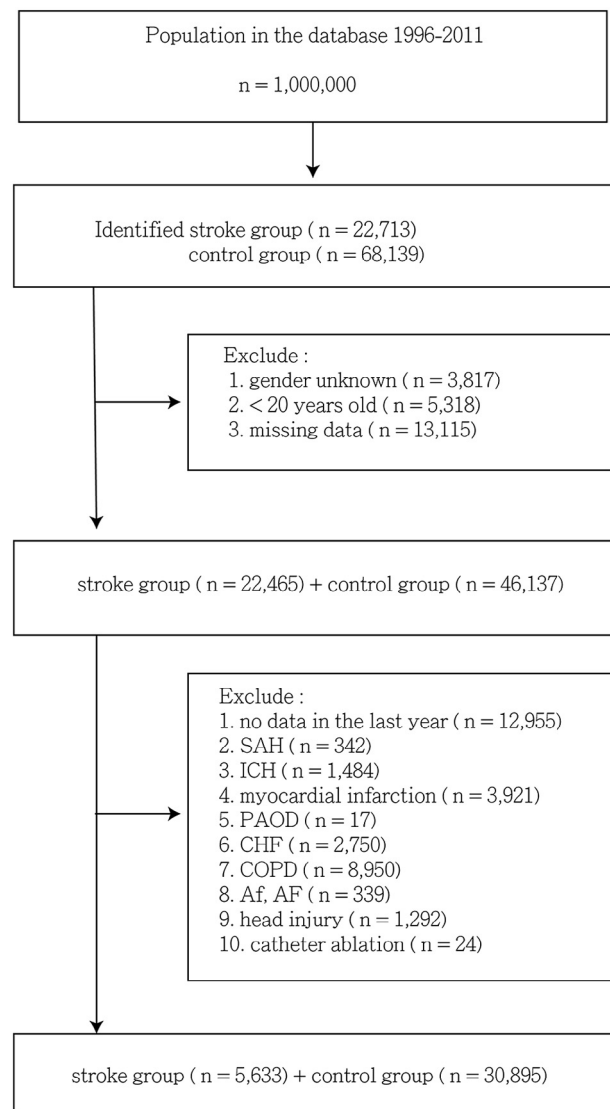 Population in the database 1996-2011
n = 1,000,000
Identified stroke group ( n = 22,713)
control group ( n = 68,139)
Exclude :
1. gender unknown ( n = 3,817)
2. < 20 years old ( n = 5,318)
3. missing data ( n = 13,115)
stroke group ( n = 22,465) + control group ( n = 46,137)
Exclude :
1. no data in the last year ( n = 12,955)
2. SAH ( n = 342)
3. ICH ( n = 1,484)
4. myocardial infarction ( n = 3,921)
5. PAOD ( n = 17)
6. CHF ( n = 2,750)
7. COPD ( n = 8,950)
8. Af, AF ( n = 339)
9. head injury ( n = 1,292)
10. catheter ablation ( n = 24)
stroke group ( n = 5,633) + control group ( n = 30,895)